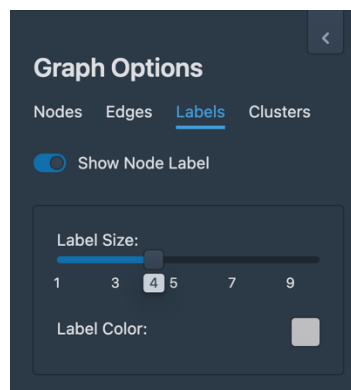 Graph Options
Nodes Edges Labels Clusters
Show Node Label
Label Size:
1 3 4 5 7 9
Label Color: